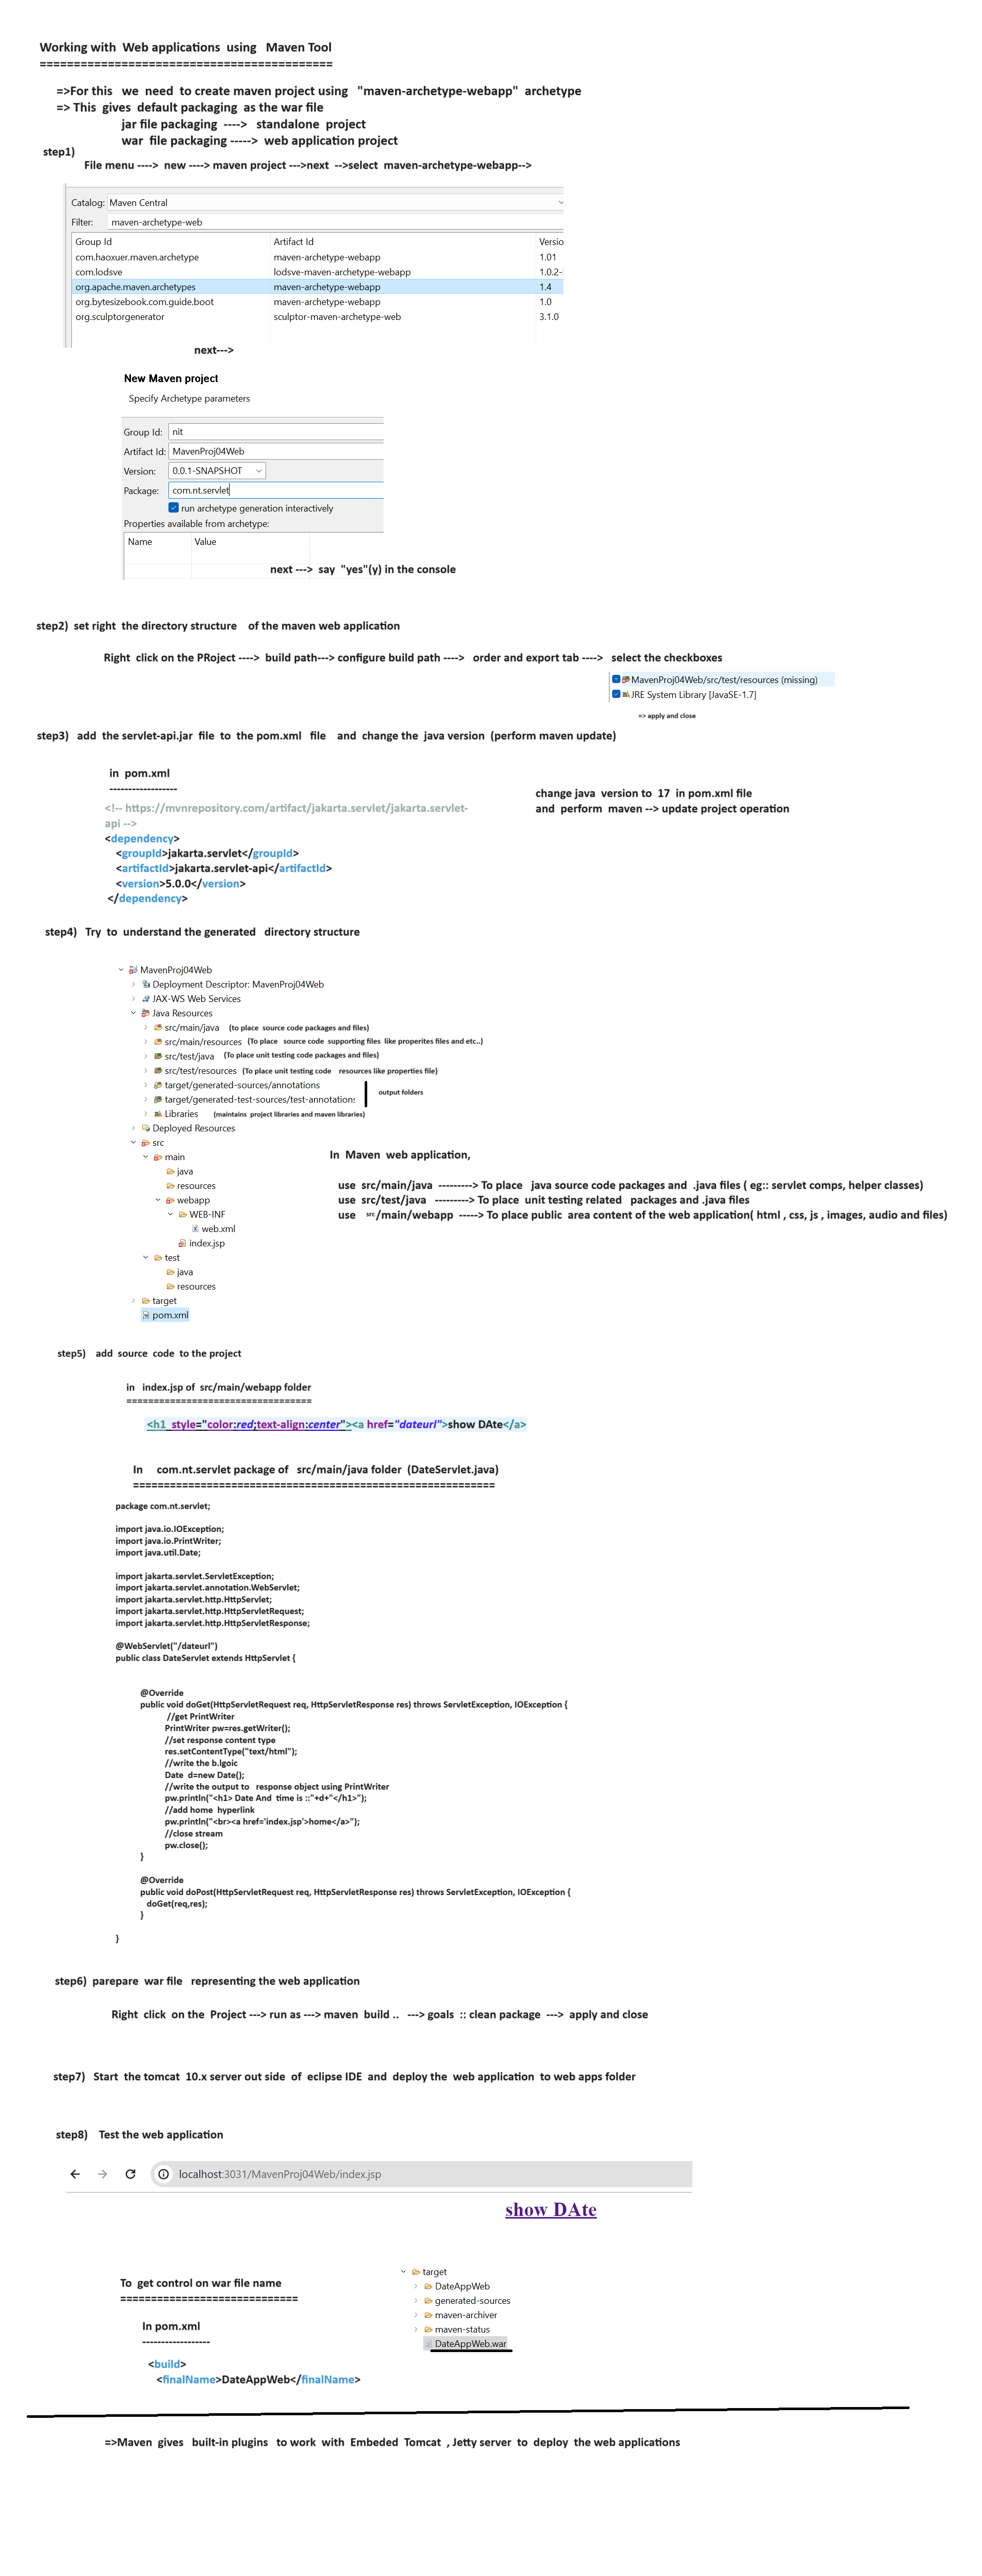 Working with Web applications using Maven Tool
===========================================
=>For this we need to create maven project using "maven-archetype-webapp" archetype
=> This gives default packaging as the war file
jar file packaging ----> standalone project
war file packaging -----> web application project
step1)
File menu ----> new ----> maven project --->next -->select maven-archetype-webapp-->
Catalog: Maven Central
Filter: maven-archetype-web
Group Id Artifact Id Versio
com.haoxuer.maven.archetype maven-archetype-webapp 1.01
com.lodsve lodsve-maven-archetype-webapp 1.0.2-
org.apache.maven.archetypes maven-archetype-webapp 1.4
org.bytesizebook.com.guide.boot maven-archetype-webapp 1.0
org.sculptorgenerator sculptor-maven-archetype-web 3.1.0
next--->
New Maven project
Specify Archetype parameters
Group Id: nit
Artifact Id: MavenProj04Web
Version: 0.0.1-SNAPSHOT
Package: com.nt.servlet
run archetype generation interactively
Properties available from archetype:
Name Value
next ---> say "yes"(y) in the console
step2) set right the directory structure of the maven web application
Right click on the PRoject ----> build path---> configure build path ----> order and export tab ----> select the checkboxes
MavenProj04Web/src/test/resources (missing)
JRE System Library [JavaSE-1.7]
=> apply and close
step3) add the servlet-api.jar file to the pom.xml file and change the java version (perform maven update)
in pom.xml
------------------
change java version to 17 in pom.xml file
and perform maven --> update project operation
<!-- https://mvnrepository.com/artifact/jakarta.servlet/jakarta.servlet-
api -->
<dependency>
<groupId>jakarta.servlet</groupId>
<artifactId>jakarta.servlet-api</artifactId>
<version>5.0.0</version>
</dependency>
step4) Try to understand the generated directory structure
MavenProj04Web
Deployment Descriptor: MavenProj04Web
JAX-WS Web Services
Java Resources
src/main/java (to place source code packages and files)
src/main/resources (To place source code supporting files like properites files and etc..)
src/test/java (To place unit testing code packages and files)
src/test/resources (To place unit testing code resources like properties file)
target/generated-sources/annotations
target/generated-test-sources/test-annotations
output folders
Libraries (maintains project libraries and maven libraries)
Deployed Resources
src
main
java
resources
webapp
WEB-INF
web.xml
index.jsp
test
java
resources
target
pom.xml
In Maven web application,
use src/main/java ---------> To place java source code packages and .java files ( eg:: servlet comps, helper classes)
use src/test/java ---------> To place unit testing related packages and .java files
use src/main/webapp -----> To place public area content of the web application( html , css, js , images, audio and files)
step5) add source code to the project
in index.jsp of src/main/webapp folder
==================================
<h1 style="color:red;text-align:center"><a href="dateurl">show DAte</a>
In com.nt.servlet package of src/main/java folder (DateServlet.java)
===========================================================
package com.nt.servlet;
import java.io.IOException;
import java.io.PrintWriter;
import java.util.Date;
import jakarta.servlet.ServletException;
import jakarta.servlet.annotation.WebServlet;
import jakarta.servlet.http.HttpServlet;
import jakarta.servlet.http.HttpServletRequest;
import jakarta.servlet.http.HttpServletResponse;
@WebServlet("/dateurl")
public class DateServlet extends HttpServlet {
@Override
public void doGet(HttpServletRequest req, HttpServletResponse res) throws ServletException, IOException {
//get PrintWriter
PrintWriter pw=res.getWriter();
//set response content type
res.setContentType("text/html");
//write the b.lgoic
Date d=new Date();
//write the output to response object using PrintWriter
pw.println("<h1> Date And time is ::"+d+"</h1>");
//add home hyperlink
pw.println("<br><a href='index.jsp'>home</a>");
//close stream
pw.close();
}
@Override
public void doPost(HttpServletRequest req, HttpServletResponse res) throws ServletException, IOException {
doGet(req,res);
}
}
step6) parepare war file representing the web application
Right click on the Project ---> run as ---> maven build .. ---> goals :: clean package ---> apply and close
step7) Start the tomcat 10.x server out side of eclipse IDE and deploy the web application to web apps folder
step8) Test the web application
localhost:3031/MavenProj04Web/index.jsp
show DAte
To get control on war file name
=============================
In pom.xml
------------------
<build>
<finalName>DateAppWeb</finalName>
target
DateAppWeb
generated-sources
maven-archiver
maven-status
DateAppWeb.war
=>Maven gives built-in plugins to work with Embeded Tomcat , Jetty server to deploy the web applications